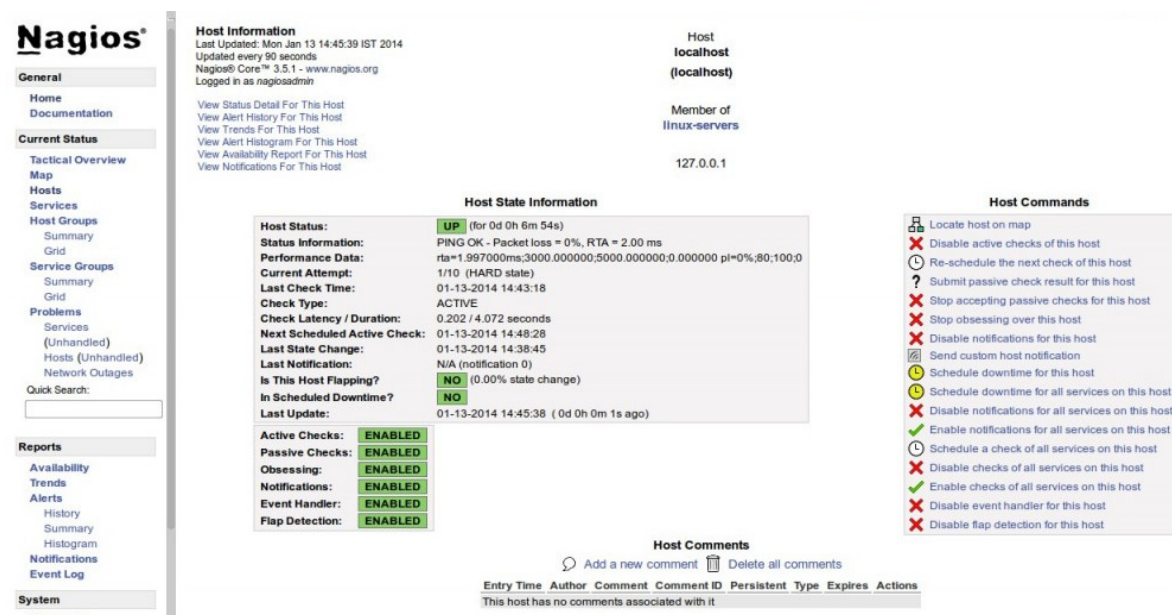 Nagios®
General
Home
Documentation
Current Status
Tactical Overview
Map
Hosts
Services
Host Groups
Summary
Grid
Service Groups
Summary
Grid
Problems
Services
(Unhandled)
Hosts (Unhandled)
Network Outages
Quick Search:
Reports
Availability
Trends
Alerts
History
Summary
Histogram
Notifications
Event Log
System
Host Information
Last Updated: Mon Jan 13 14:45:39 IST 2014
Updated every 90 seconds
Nagios® Core™ 3.5.1 - www.nagios.org
Logged in as nagiosadmin
View Status Detail For This Host
View Alert History For This Host
View Trends For This Host
View Alert Histogram For This Host
View Availability Report For This Host
View Notifications For This Host
Host
localhost
(localhost)
Member of
linux-servers
127.0.0.1
Host State Information
Host Status: UP (for 0d 0h 6m 54s)
Status Information: PING OK - Packet loss = 0%, RTA = 2.00 ms
Performance Data: rta=1.997000ms;3000.000000;5000.000000;0.000000 pl=0%;80;100;0
Current Attempt: 1/10 (HARD state)
Last Check Time: 01-13-2014 14:43:18
Check Type: ACTIVE
Check Latency / Duration: 0.202 / 4.072 seconds
Next Scheduled Active Check: 01-13-2014 14:48:28
Last State Change: 01-13-2014 14:38:45
Last Notification: N/A (notification 0)
Is This Host Flapping? NO (0.00% state change)
In Scheduled Downtime? NO
Last Update: 01-13-2014 14:45:38 ( 0d 0h 0m 1s ago)
Active Checks: ENABLED
Passive Checks: ENABLED
Obsessing: ENABLED
Notifications: ENABLED
Event Handler: ENABLED
Flap Detection: ENABLED
Host Commands
Locate host on map
Disable active checks of this host
Re-schedule the next check of this host
? Submit passive check result for this host
Stop accepting passive checks for this host
Stop obsessing over this host
Disable notifications for this host
Send custom host notification
Schedule downtime for this host
Schedule downtime for all services on this host
Disable notifications for all services on this host
Enable notifications for all services on this host
Schedule a check of all services on this host
Disable checks of all services on this host
Enable checks of all services on this host
Disable event handler for this host
Disable flap detection for this host
Host Comments
Add a new comment Delete all comments
Entry Time Author Comment Comment ID Persistent Type Expires Actions
This host has no comments associated with it